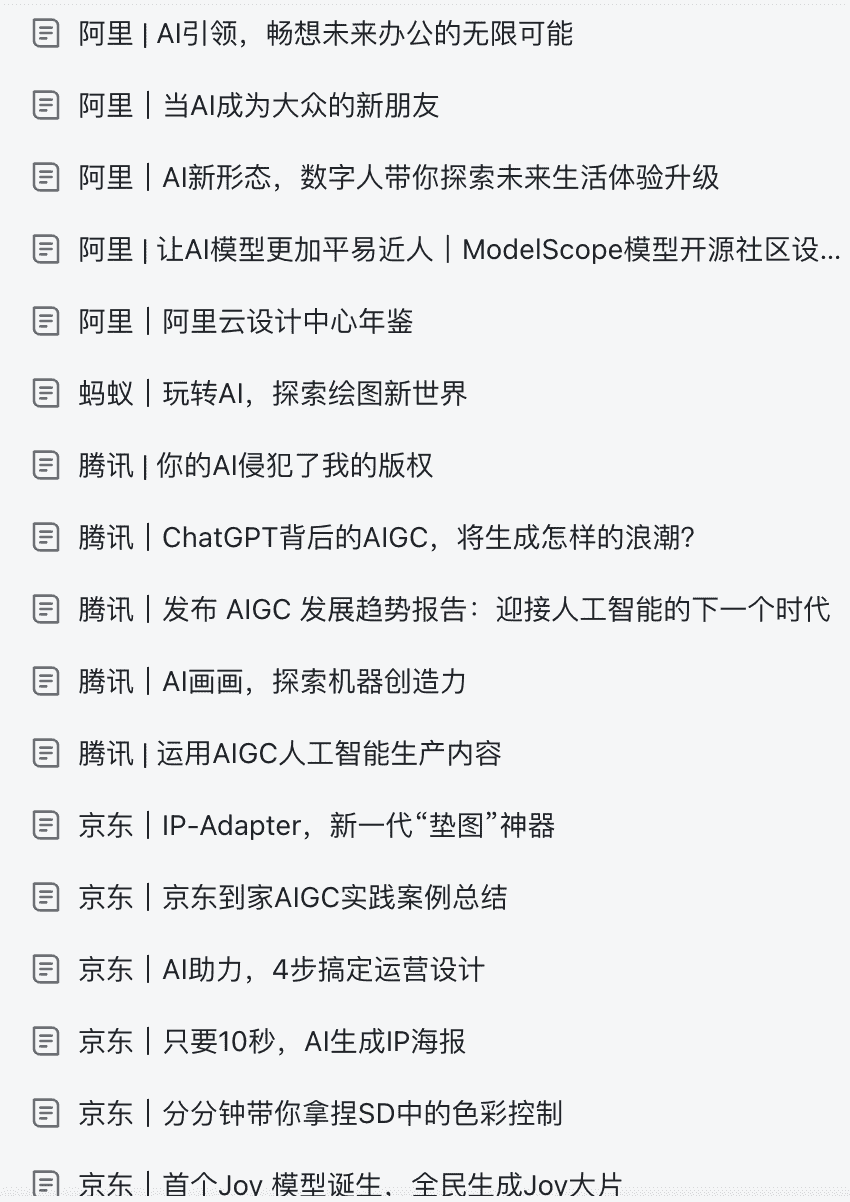 阿里 | AI引领，畅想未来办公的无限可能
阿里｜当AI成为大众的新朋友
阿里｜AI新形态，数字人带你探索未来生活体验升级
阿里 | 让AI模型更加平易近人｜ModelScope模型开源社区设...
阿里｜阿里云设计中心年鉴
蚂蚁｜玩转AI，探索绘图新世界
腾讯 | 你的AI侵犯了我的版权
腾讯｜ChatGPT背后的AIGC，将生成怎样的浪潮？
腾讯｜发布 AIGC 发展趋势报告：迎接人工智能的下一个时代
腾讯｜AI画画，探索机器创造力
腾讯 | 运用AIGC人工智能生产内容
京东｜IP-Adapter，新一代“垫图”神器
京东｜京东到家AIGC实践案例总结
京东｜AI助力，4步搞定运营设计
京东｜只要10秒，AI生成IP海报
京东｜分分钟带你拿捏SD中的色彩控制
京东｜首个Joy 模型诞生，全民生成Joy大片